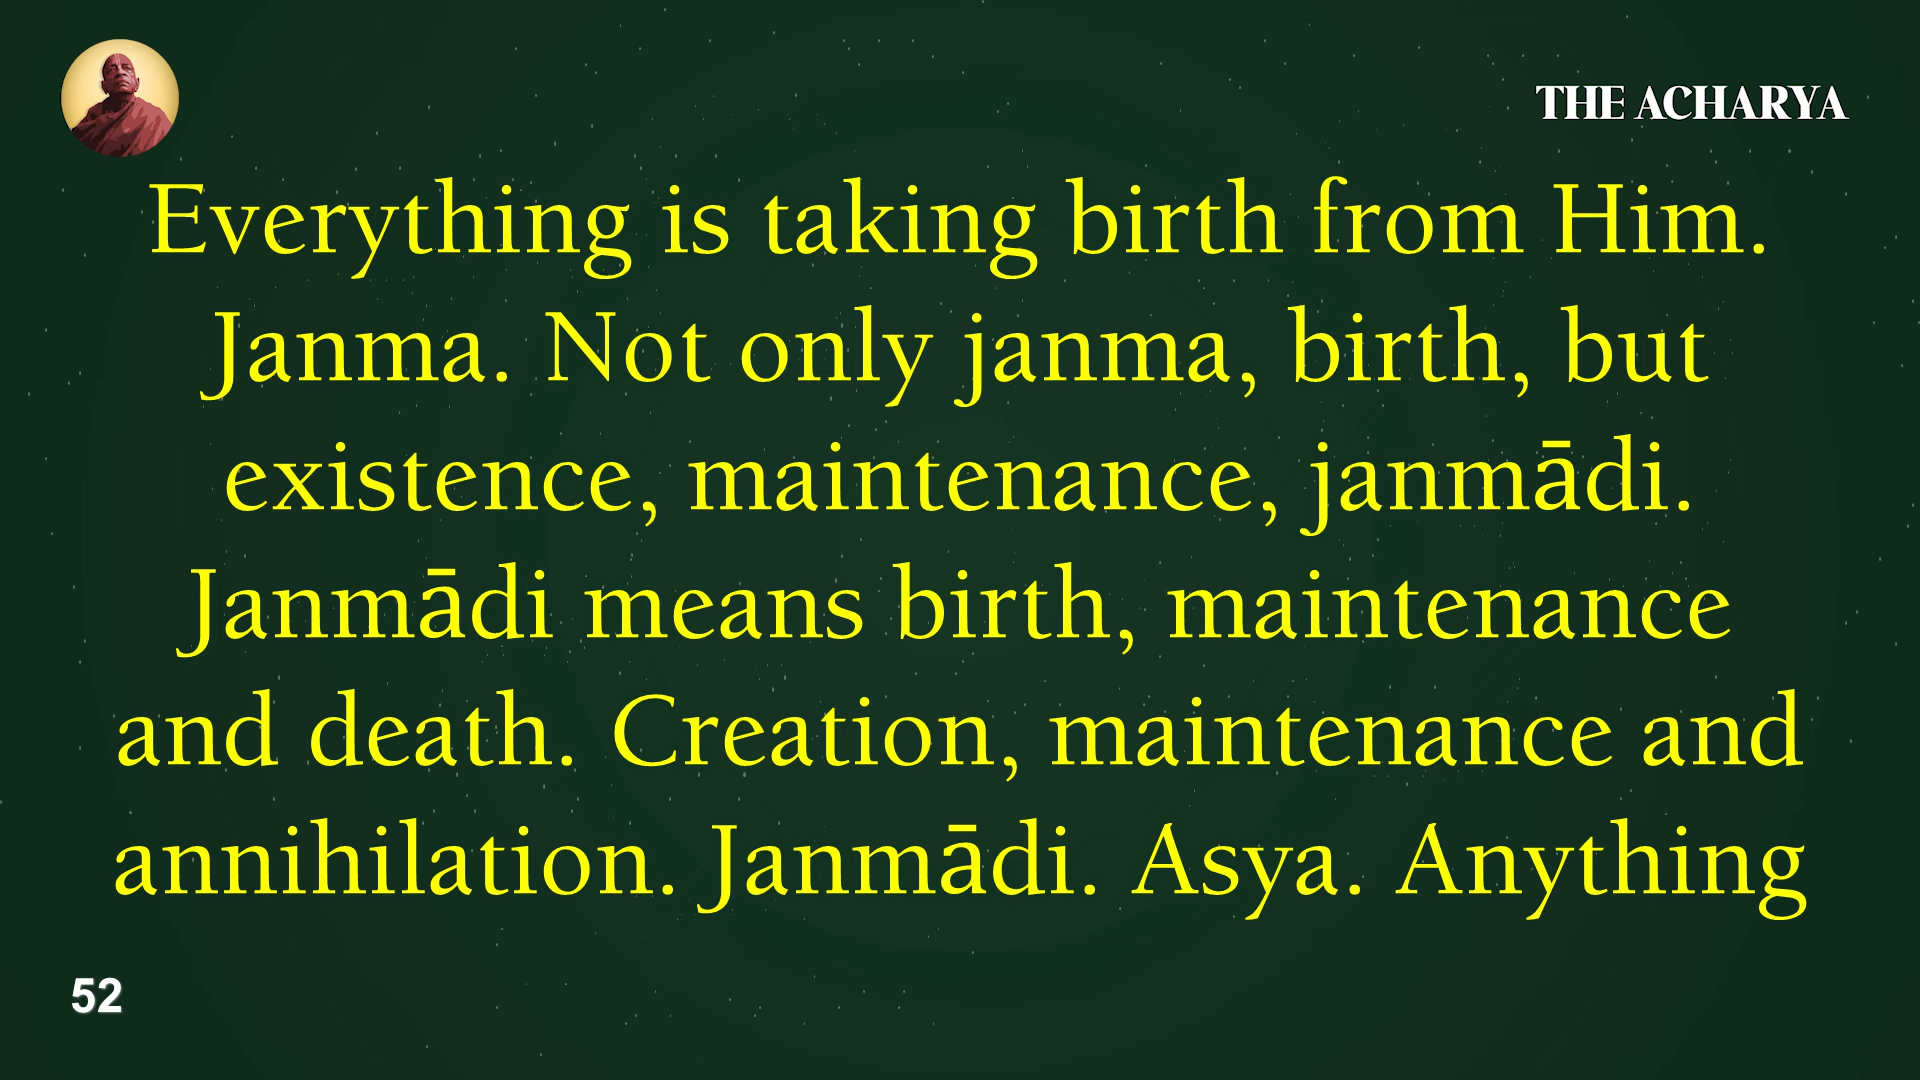 THE ACHARYA
Everything is taking birth from Him.
Janma. Not only janma, birth, but
existence, maintenance, janmādi.
Janmādi means birth, maintenance
and death. Creation, maintenance and
annihilation. Janmādi. Asya. Anything
52